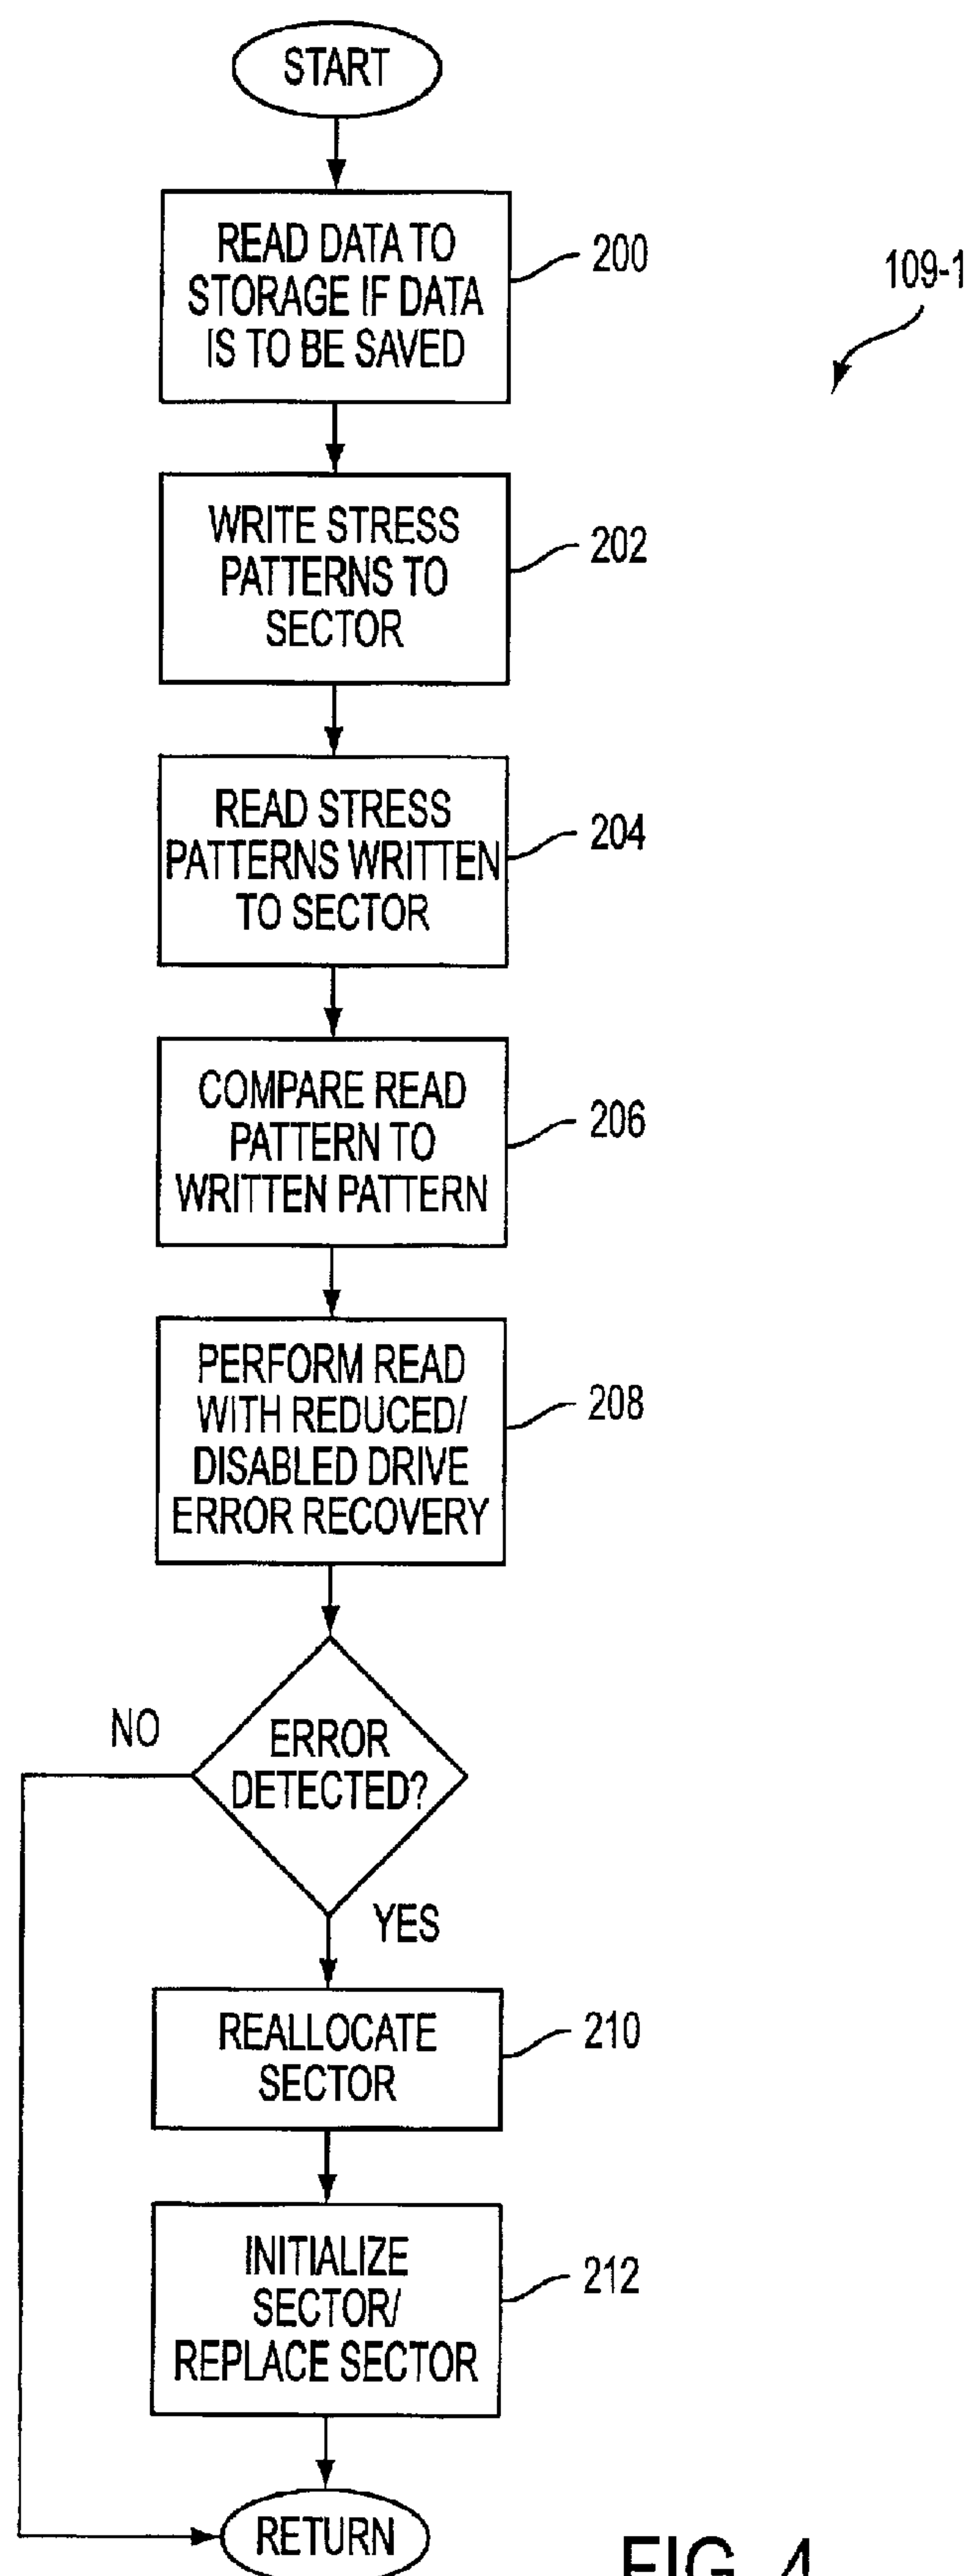 START
READ DATA TO
STORAGE IF DATA
IS TO BE SAVED
200
109-1
WRITE STRESS
PATTERNS TO
SECTOR
202
READ STRESS
PATTERNS WRITTEN
TO SECTOR
204
COMPARE READ
PATTERN TO
WRITTEN PATTERN
206
PERFORM READ
WITH REDUCED/
DISABLED DRIVE
ERROR RECOVERY
208
NO
ERROR
DETECTED?
YES
REALLOCATE
SECTOR
210
INITIALIZE
SECTOR/
REPLACE SECTOR
212
RETURN
FIG. 4